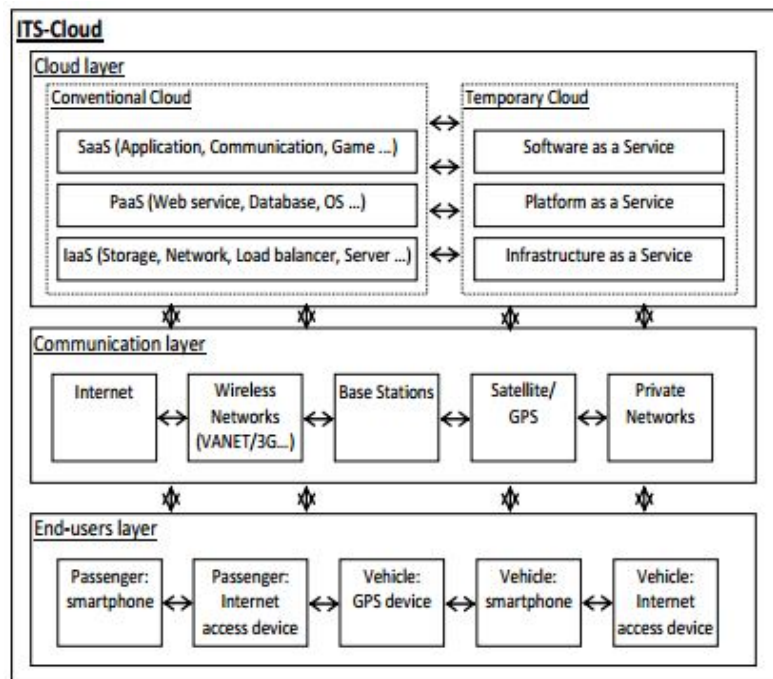 ITS-Cloud
Cloud layer
Conventional Cloud
SaaS (Application, Communication, Game ...)
PaaS (Web service, Database, OS ...)
IaaS (Storage, Network, Load balancer, Server ...)
Temporary Cloud
Software as a Service
Platform as a Service
Infrastructure as a Service
Communication layer
Internet
Wireless
Networks
(VANET/3G...)
Base Stations
Satellite/
GPS
Private
Networks
End-users layer
Passenger:
smartphone
Passenger:
Internet
access device
Vehicle:
GPS device
Vehicle:
smartphone
Vehicle:
Internet
access device